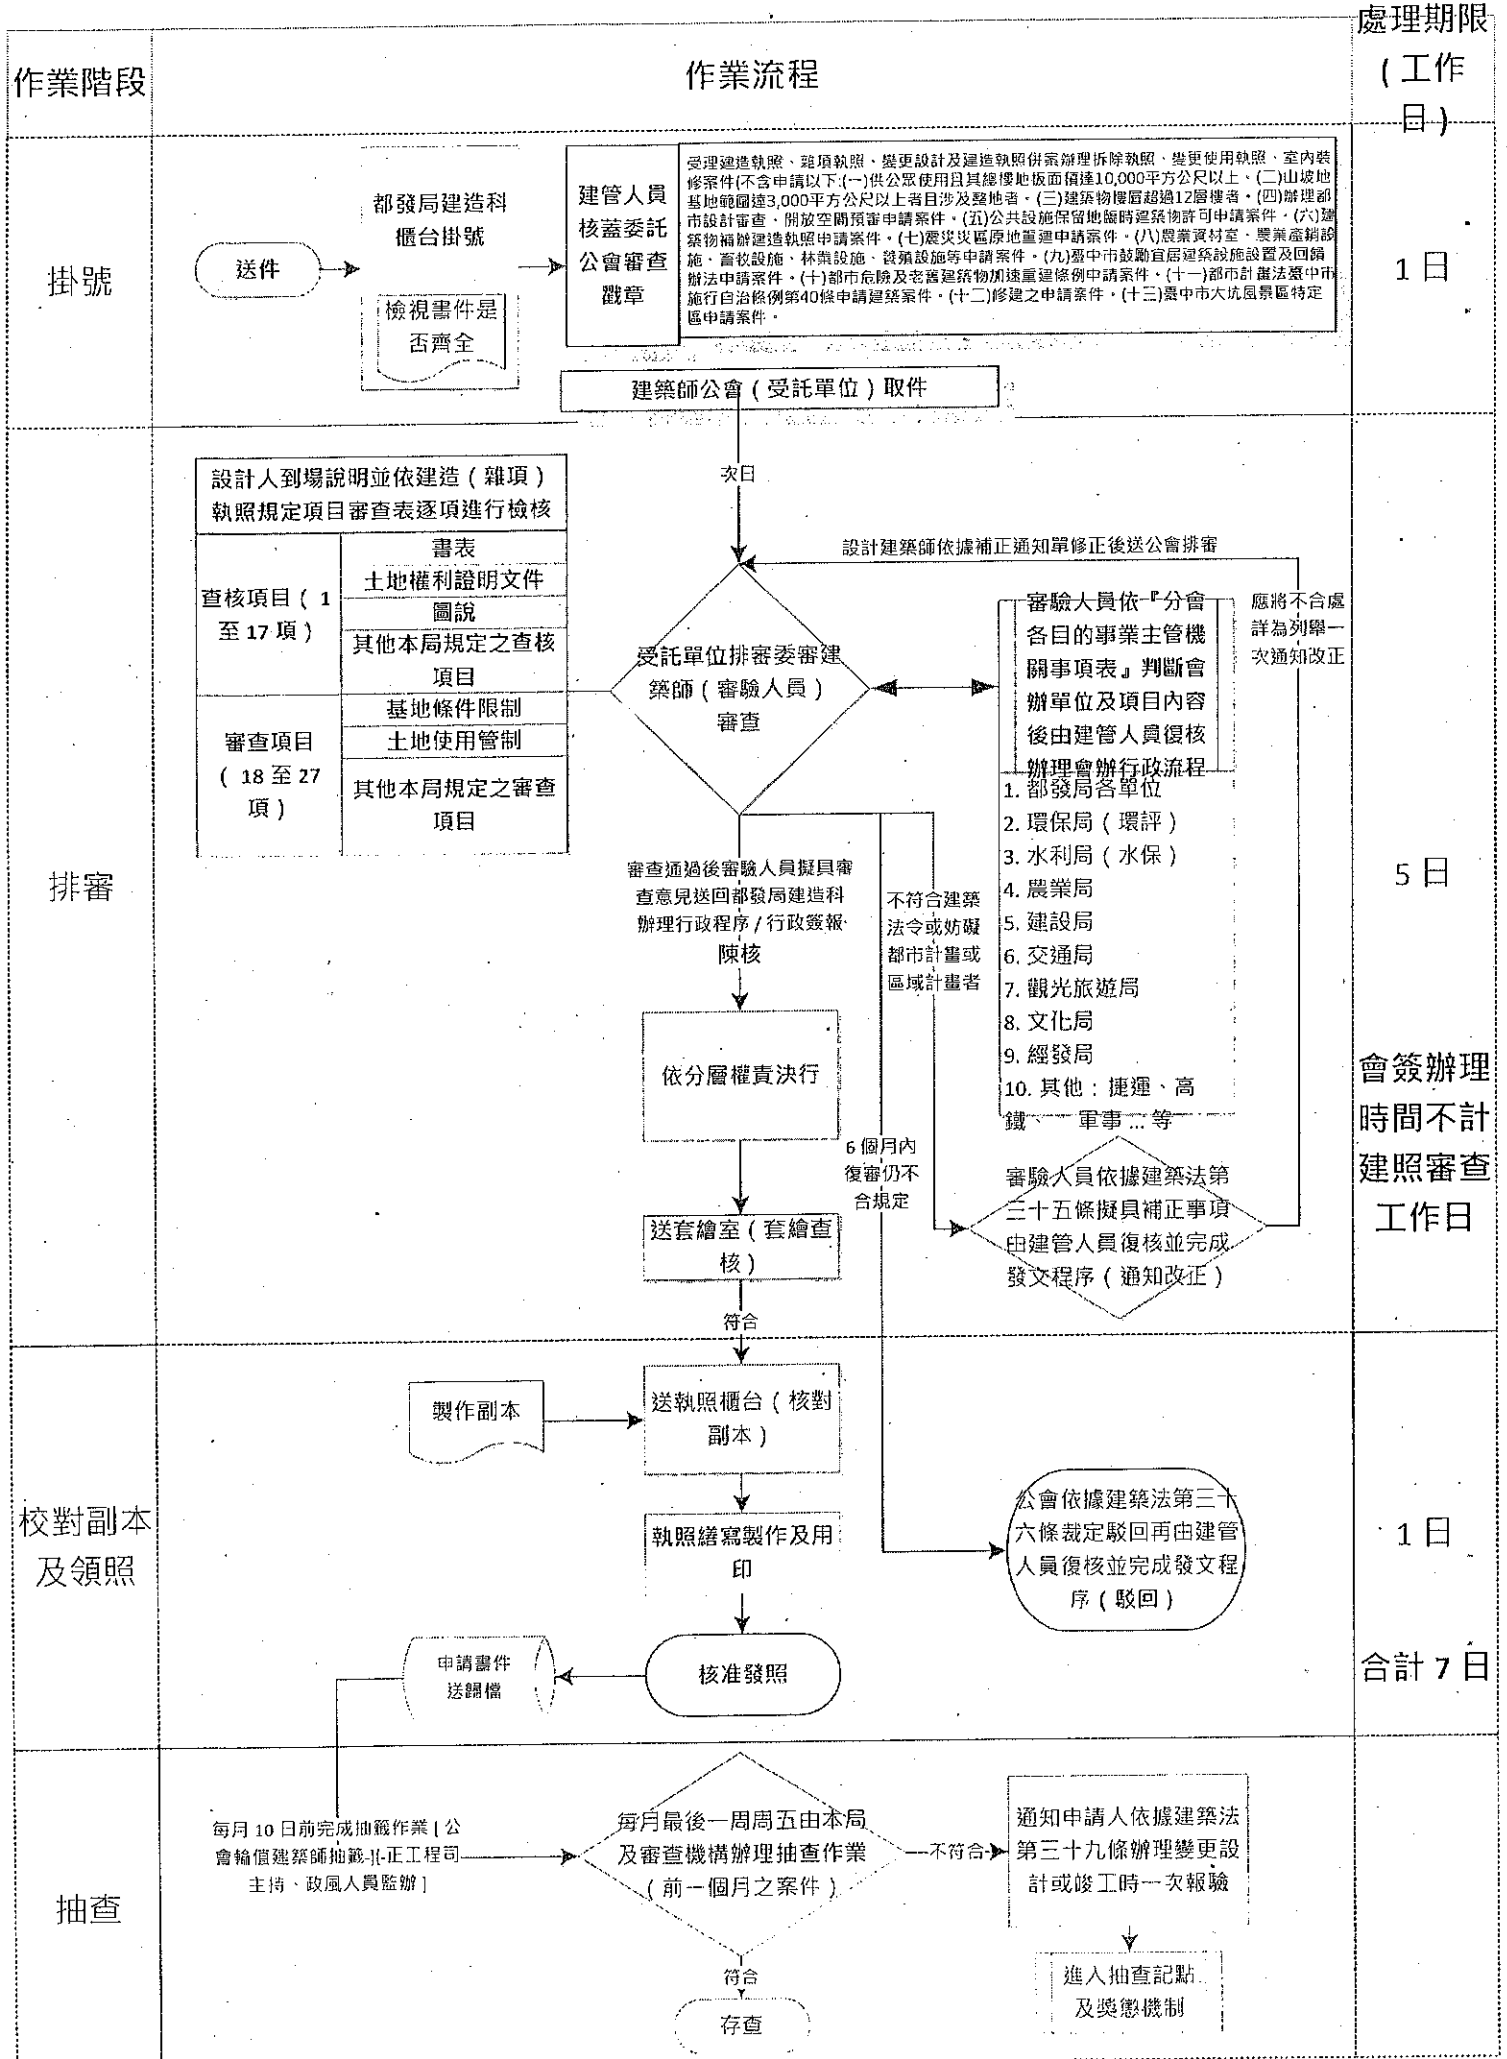 作業階段
作業流程
處理期限
(工作
日)
掛號
送件
都發局建造科
櫃台掛號
檢視書件是
否齊全
建管人員
核蓋委託
公會審查
戳章
受理建造執照、雜項執照、變更設計及建造執照併案辦理拆除執照、變更使用執照、室內裝
修案件(不含申請以下:(一)供公眾使用且其總樓地板面積達10,000平方公尺以上。(二)山坡地
基地範圍達3,000平方公尺以上者且涉及整地者。(三)建築物樓層超過12層樓者。(四)辦理都
市設計審查、開放空間預審申請案件。(五)公共設施保留地臨時建築物許可申請案件。(六)建
築物補辦建造執照申請案件。(七)震災災區原地重建申請案件。(八)農業資材室、農業產銷設
施、畜牧設施、林業設施、養殖設施等申請案件。(九)臺中市鼓勵宜居建築設施設置及回饋
辦法申請案件。(十)都市危險及老舊建築物加速重建條例申請案件。(十一)都市計畫法臺中市
施行自治條例第40條申請建築案件。(十二)修建之申請案件。(十三)臺中市大坑風景區特定
區申請案件。
1 日
建築師公會(受託單位)取件
次日
排審
設計人到場說明並依建造(雜項)
執照規定項目審查表逐項進行檢核
查核項目( 1
至 17 項)
書表
土地權利證明文件
圖說
其他本局規定之查核
項目
審查項目
( 18 至 27
項)
基地條件限制
土地使用管制
其他本局規定之審查
項目
設計建築師依據補正通知單修正後送公會排審
受託單位排審委審建
築師(審驗人員)
審查
審驗人員依『分會
各目的事業主管機
關事項表』判斷會
辦單位及項目內容
後由建管人員復核
辦理會辦行政流程
1. 都發局各單位
2. 環保局(環評)
3. 水利局(水保)
4. 農業局
5. 建設局
6. 交通局
7. 觀光旅遊局
8. 文化局
9. 經發局
10. 其他:捷運、高
鐵、 軍事…等
應將不合處
詳為列舉一
次通知改正
審查通過後審驗人員擬具審
查意見送回都發局建造科
辦理行政程序/行政簽報
陳核
不符合建築
法令或妨礙
都市計畫或
區域計畫者
5 日
會簽辦理
時間不計
建照審查
工作日
依分層權責決行
6 個月內
復審仍不
合規定
審驗人員依據建築法第
三十五條擬具補正事項
由建管人員復核並完成
發文程序(通知改正)
送套繪室(套繪查
核)
符合
校對副本
及領照
製作副本
送執照櫃台(核對
副本)
執照繕寫製作及用
印
公會依據建築法第三十
六條裁定駁回再由建管
人員復核並完成發文程
序(駁回)
1 日
申請書件
送歸檔
核准發照
合計 7 日
抽查
每月 10 日前完成抽籤作業[公
會輪值建築師抽籤、正工程司
主持、政風人員監辦]
每月最後一周周五由本局
及審查機構辦理抽查作業
(前一個月之案件)
不符合
通知申請人依據建築法
第三十九條辦理變更設
計或竣工時一次報驗
進入抽查記點
及獎懲機制
符合
存查